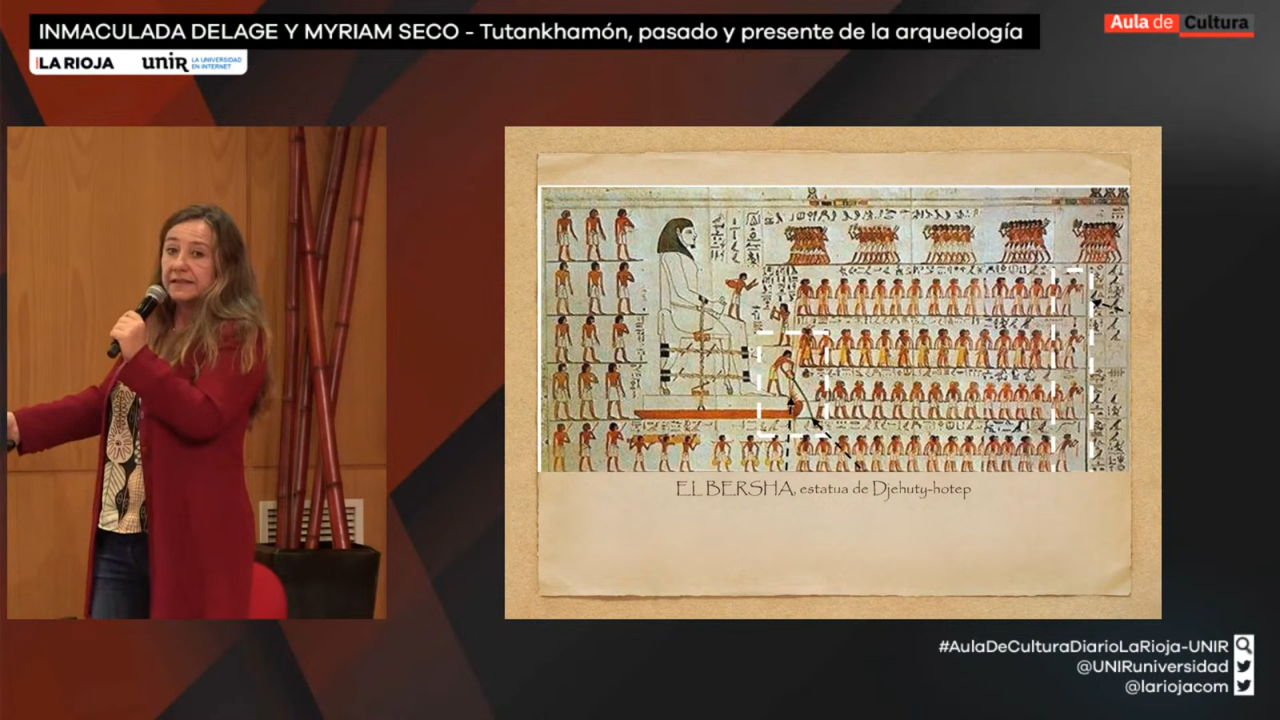 INMACULADA DELAGE Y MYRIAM SECO - Tutankhamón, pasado y presente de la arqueología
Aula de Cultura
LA RIOJA
unir LA UNIVERSIDAD
EN INTERNET
EL BERSHA, estatua de Djehuty-hotep
#AulaDeCulturaDiarioLaRioja-UNIR
@UNIRuniversidad
@lariojacom